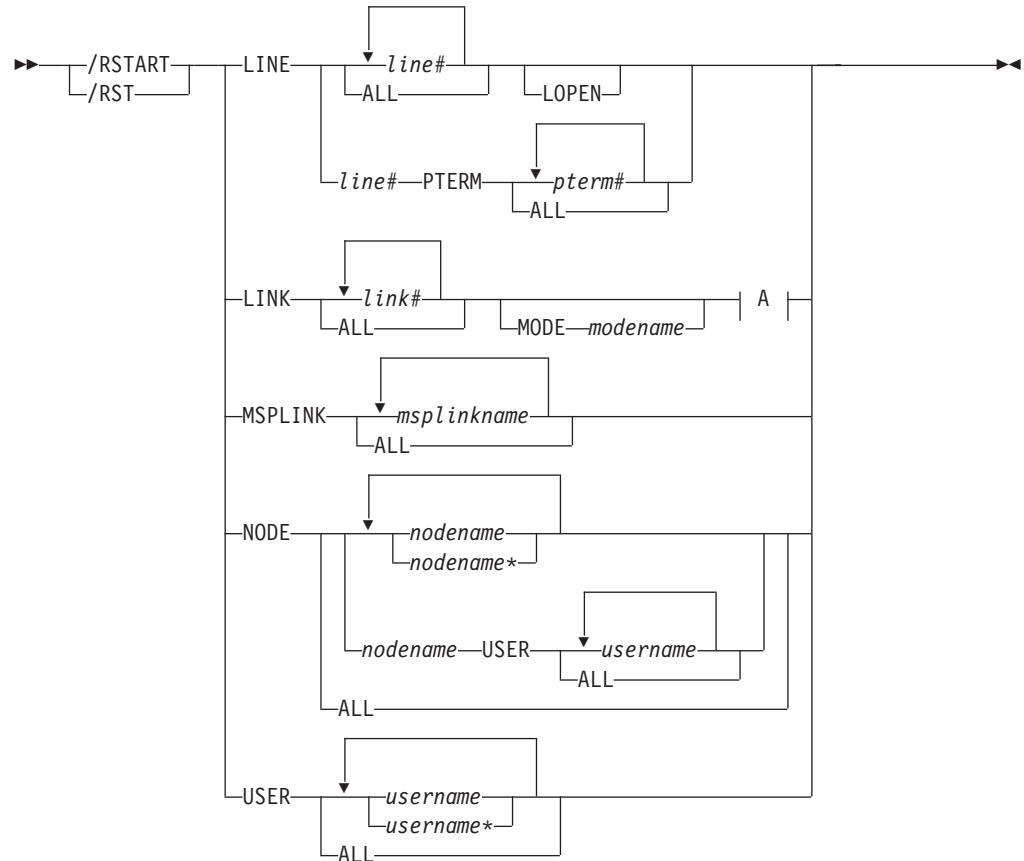 /RSTART LINE line#
/RST ALL LOPEN
line# PTERM pterm#
ALL
LINK link# A
ALL MODE modename
MSPLINK msplinkname
ALL
NODE nodename
nodename*
nodename USER username
ALL
ALL
USER username
username*
ALL